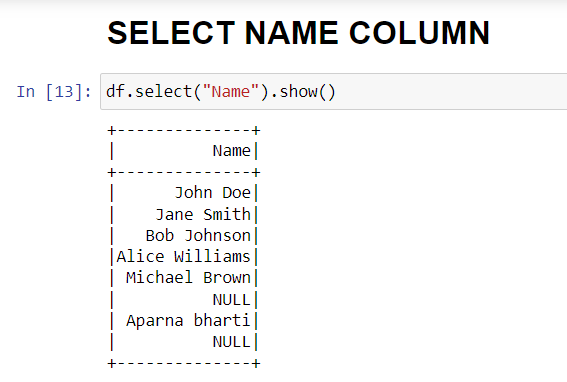 SELECT NAME COLUMN
In [13]: df.select("Name").show()
+--------------+
|          Name|
+--------------+
|      John Doe|
|    Jane Smith|
|   Bob Johnson|
|Alice Williams|
| Michael Brown|
|          NULL|
| Aparna bharti|
|          NULL|
+--------------+